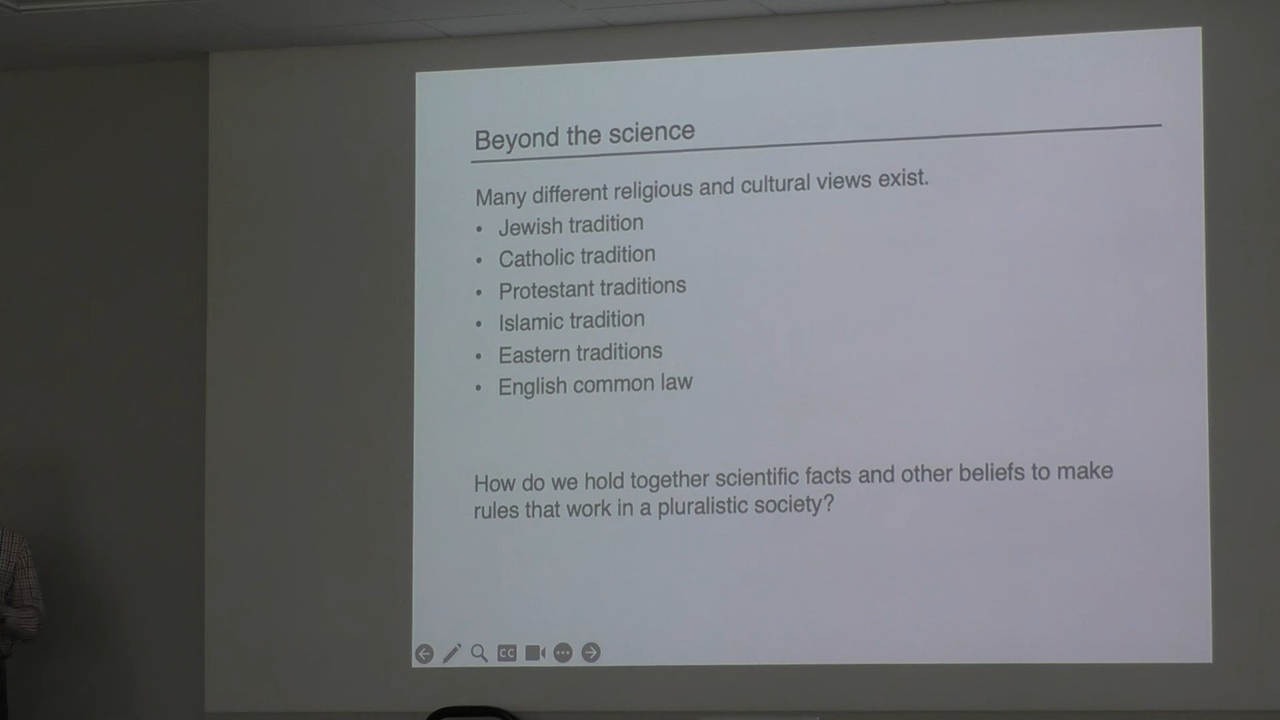 Beyond the science
Many different religious and cultural views exist.
• Jewish tradition
• Catholic tradition
• Protestant traditions
• Islamic tradition
• Eastern traditions
• English common law
How do we hold together scientific facts and other beliefs to make
rules that work in a pluralistic society?
CC